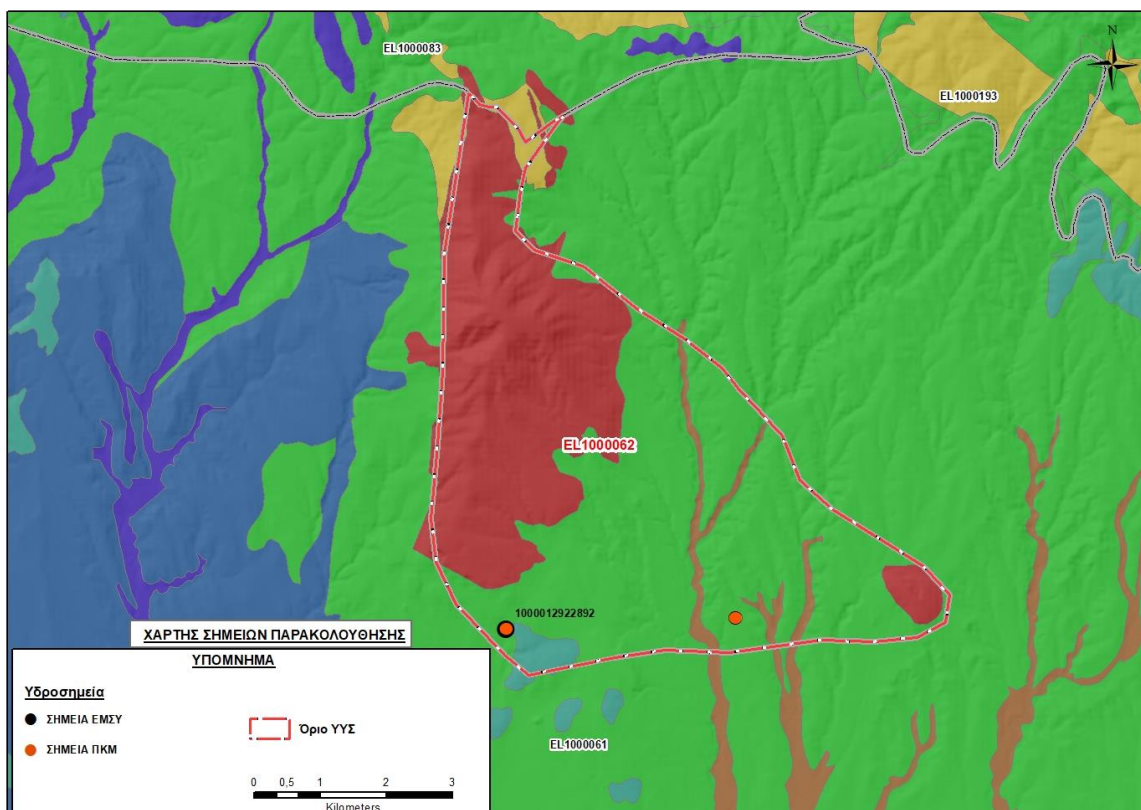 EL1000083
N
EL1000193
EL1000062
1000012922892
ΧΑΡΤΗΣ ΣΗΜΕΙΩΝ ΠΑΡΑΚΟΛΟΥΘΗΣΗΣ
ΥΠΟΜΝΗΜΑ
Υδροσημεία
ΣΗΜΕΙΑ ΕΜΣΥ
ΣΗΜΕΙΑ ΠΚΜ
Όριο ΥΥΣ
EL1000061
0 0,5 1 2 3
Kilometers